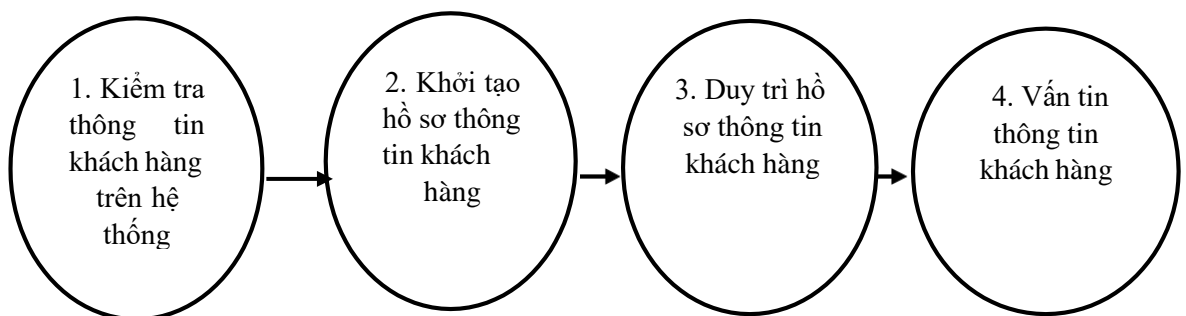 1. Kiểm tra
thông tin
khách hàng
trên hệ
thống
2. Khởi tạo
hồ sơ thông
tin khách
hàng
3. Duy trì hồ
sơ thông tin
khách hàng
4. Vấn tin
thông tin
khách hàng